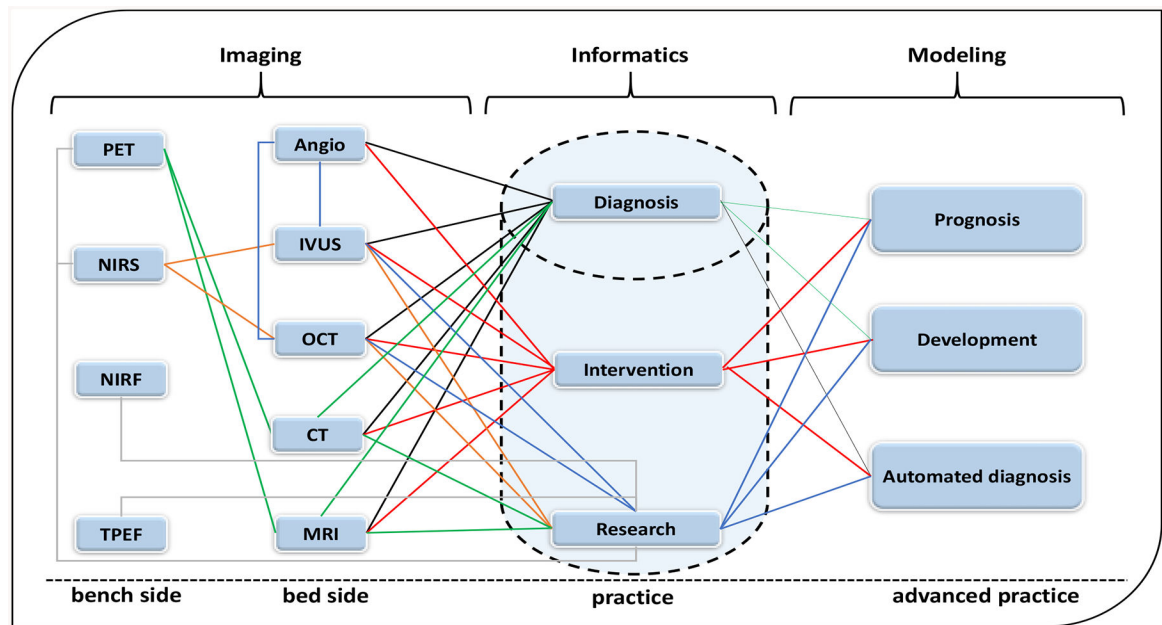 Imaging
Informatics
Modeling
PET
Angio
Diagnosis
Prognosis
NIRS
IVUS
OCT
Development
NIRF
Intervention
CT
Automated diagnosis
TPEF
MRI
Research
bench side
bed side
practice
advanced practice